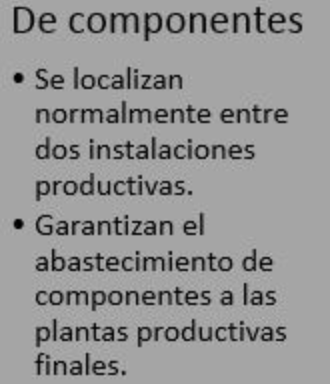 De componentes
• Se localizan
normalmente entre
dos instalaciones
productivas.
• Garantizan el
abastecimiento de
componentes a las
plantas productivas
finales.